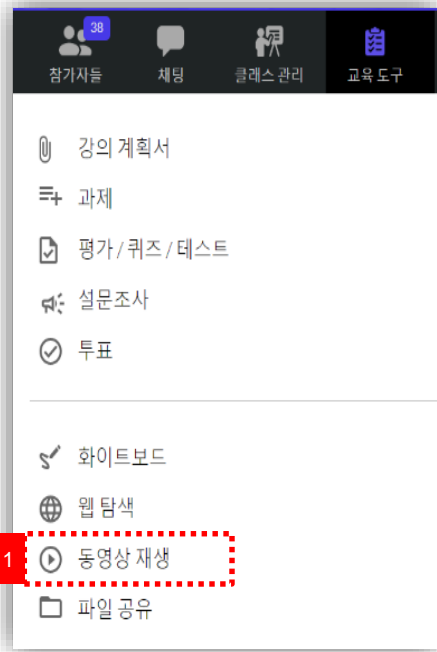 38
참가자들 채팅 클래스 관리 교육 도구
강의 계획서
과제
평가 / 퀴즈 / 테스트
설문조사
투표
화이트보드
웹 탐색
1 동영상 재생
파일 공유